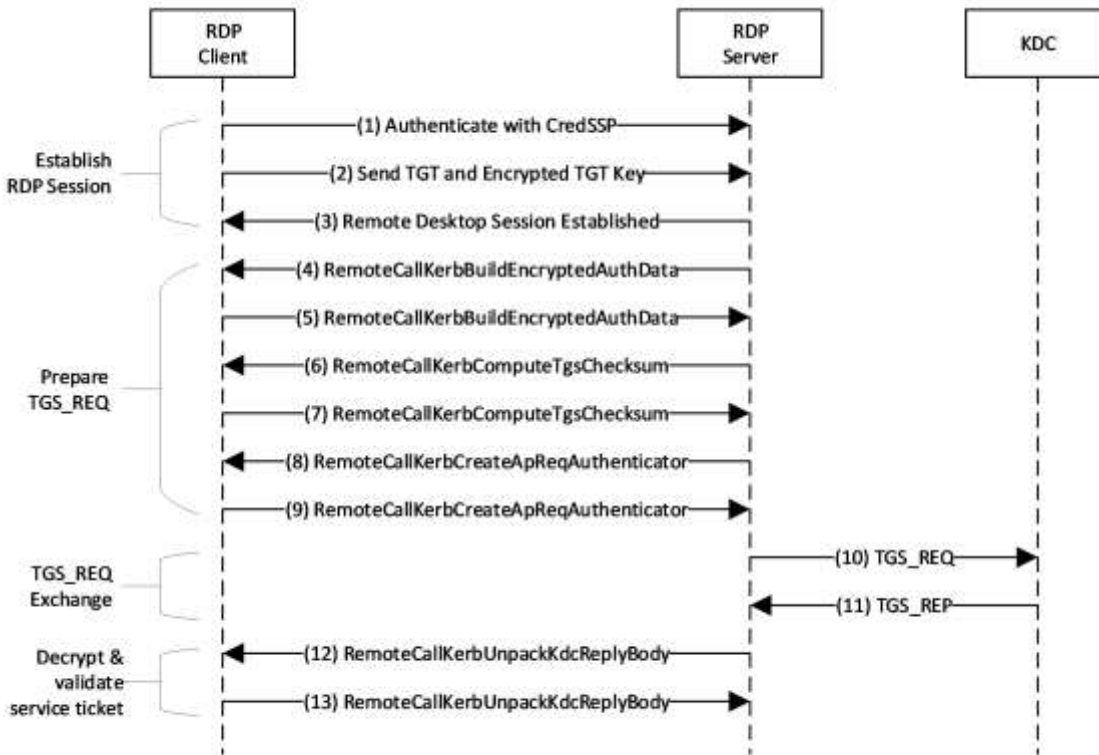 RDP
Client
RDP
Server
KDC
Establish
RDP Session
(1) Authenticate with CredSSP
(2) Send TGT and Encrypted TGT Key
(3) Remote Desktop Session Established
Prepare
TGS_REQ
(4) RemoteCallKerbBuildEncryptedAuthData
(5) RemoteCallKerbBuildEncryptedAuthData
(6) RemoteCallKerbComputeTgsChecksum
(7) RemoteCallKerbComputeTgsChecksum
(8) RemoteCallKerbCreateApReqAuthenticator
(9) RemoteCallKerbCreateApReqAuthenticator
TGS_REQ
Exchange
(10) TGS_REQ
(11) TGS_REP
Decrypt &
validate
service ticket
(12) RemoteCallKerbUnpackKdcReplyBody
(13) RemoteCallKerbUnpackKdcReplyBody